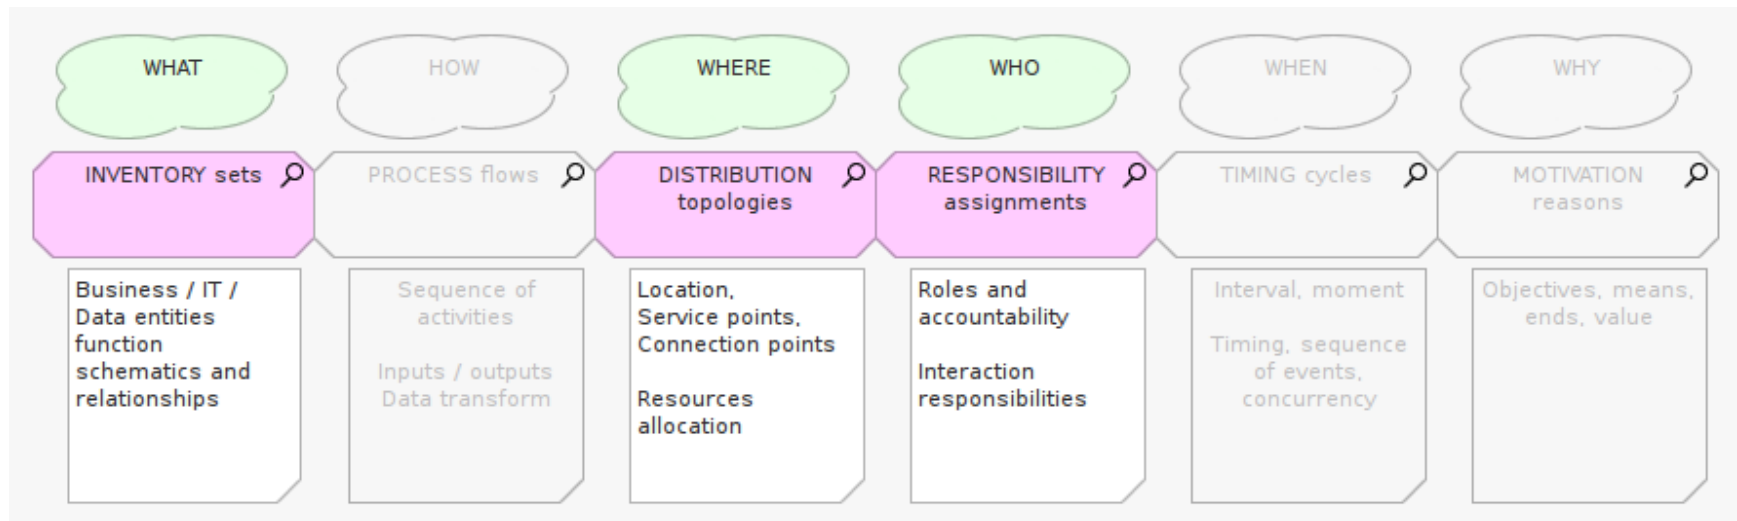 WHAT
HOW
WHERE
WHO
WHEN
WHY
INVENTORY sets
PROCESS flows
DISTRIBUTION
topologies
RESPONSIBILITY
assignments
TIMING cycles
MOTIVATION
reasons
Business / IT /
Data entities
function
schematics and
relationships
Sequence of
activities
Inputs / outputs
Data transform
Location,
Service points,
Connection points
Resources
allocation
Roles and
accountability
Interaction
responsibilities
Interval, moment
Timing, sequence
of events,
concurrency
Objectives, means,
ends, value